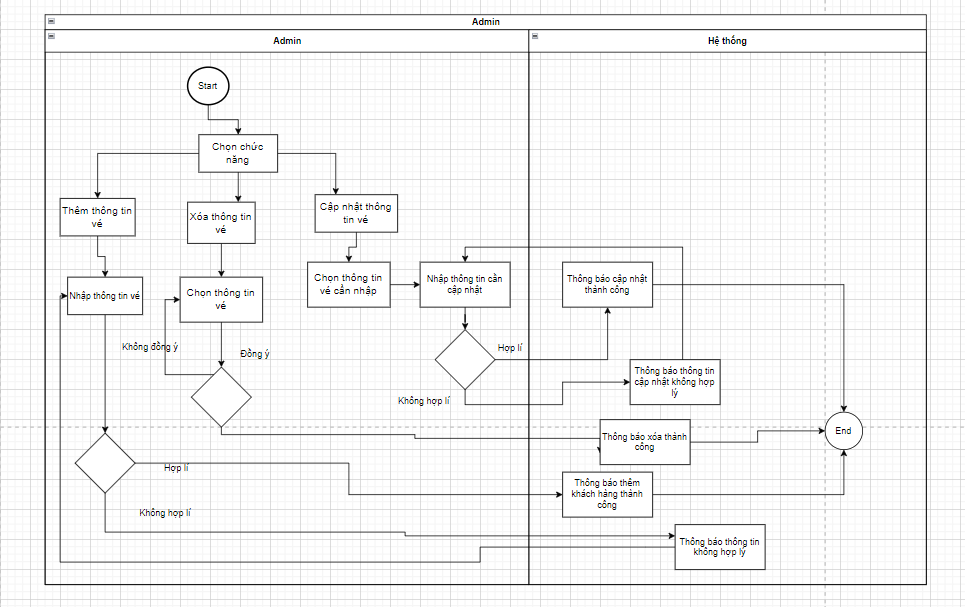 Admin
Admin
Hệ thống
Start
Chọn chức
năng
Thêm thông tin
vé
Xóa thông tin
vé
Cập nhật thông
tin vé
Nhập thông tin vé
Chọn thông tin
vé
Chọn thông tin
vé cần nhập
Nhập thông tin cần
cập nhật
Thông báo cập nhật
thành công
Không đồng ý
Đồng ý
Hợp lí
Không hợp lí
Thông báo thông tin
cập nhật không hợp
lý
Thông báo xóa thành
công
End
Hợp lí
Thông báo thêm
khách hàng thành
công
Không hợp lí
Thông báo thông tin
không hợp lý